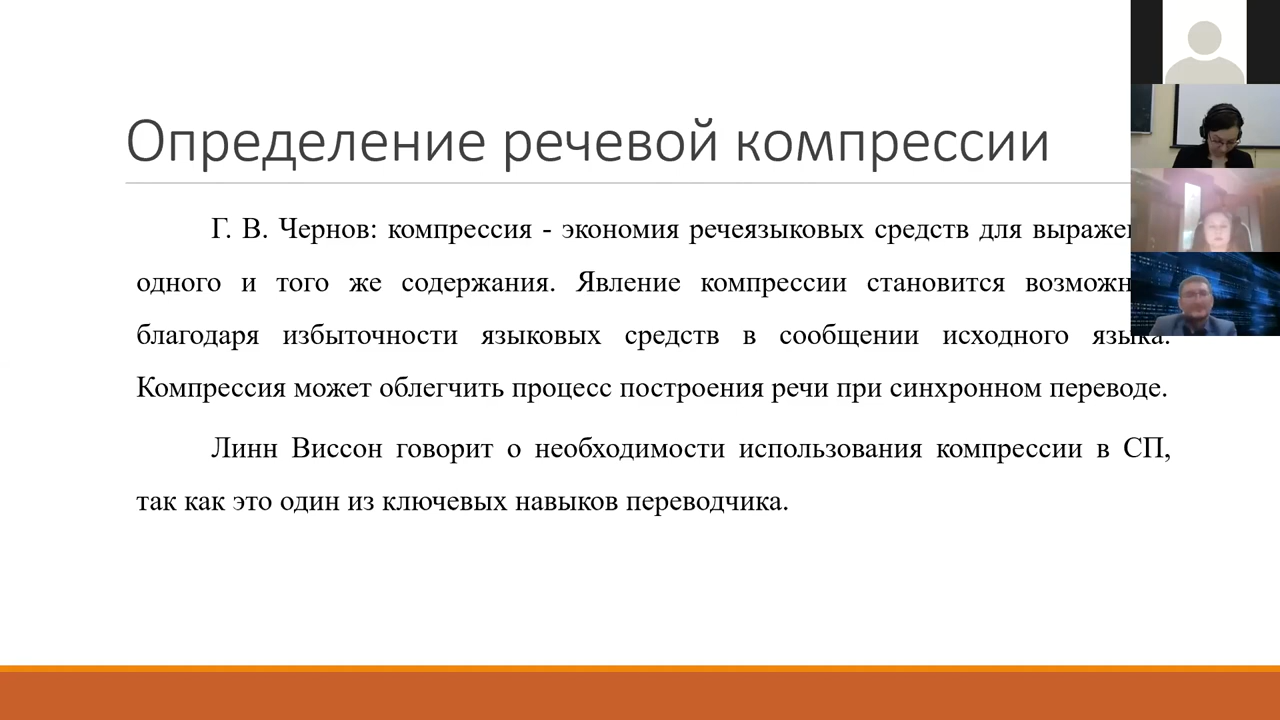 Определение речевой компрессии
Г. В. Чернов: компрессия - экономия речеязыковых средств для
одного и того же содержания. Явление компрессии становится
благодаря избыточности языковых средств в сообщении исходного языка.
Компрессия может облегчить процесс построения речи при синхронном переводе.
Линн Виссон говорит о необходимости использования компрессии в СП,
так как это один из ключевых навыков переводчика.